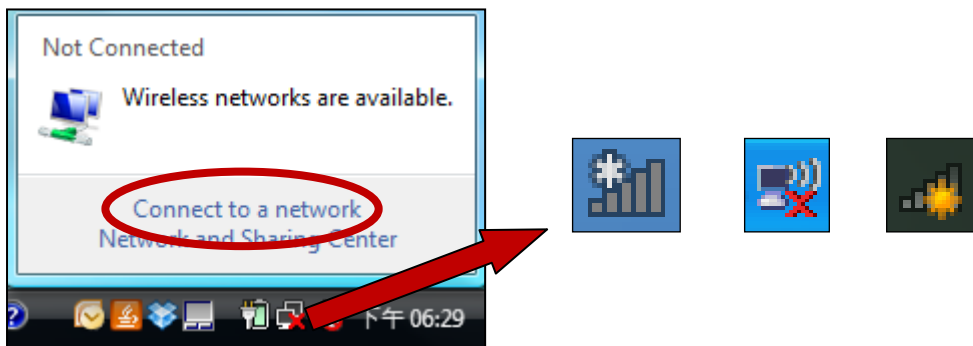 Not Connected
Wireless networks are available.
Connect to a network
Network and Sharing Center
下午 06:29